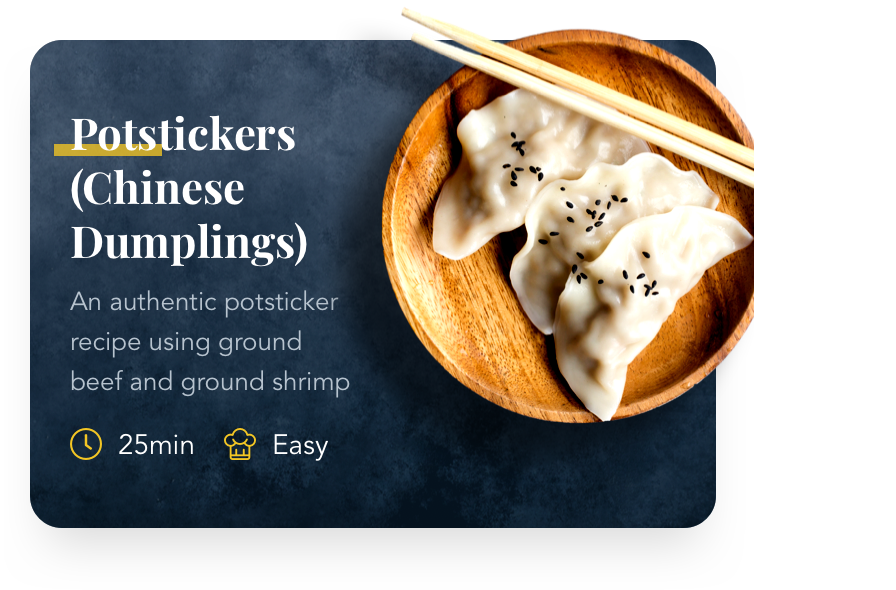 Potstickers
(Chinese
Dumplings)
An authentic potsticker
recipe using ground
beef and ground shrimp
25min Easy